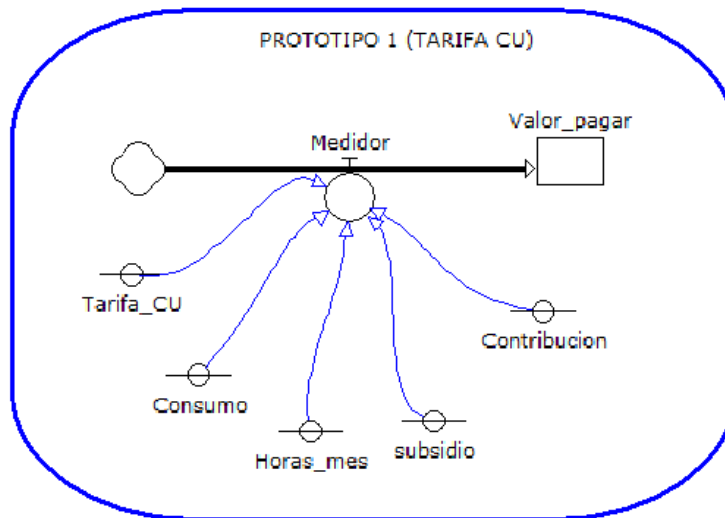 PROTOTIPO 1 (TARIFA CU)
Valor_pagar
Medidor
Tarifa_CU
Contribucion
Consumo
subsidio
Horas_mes